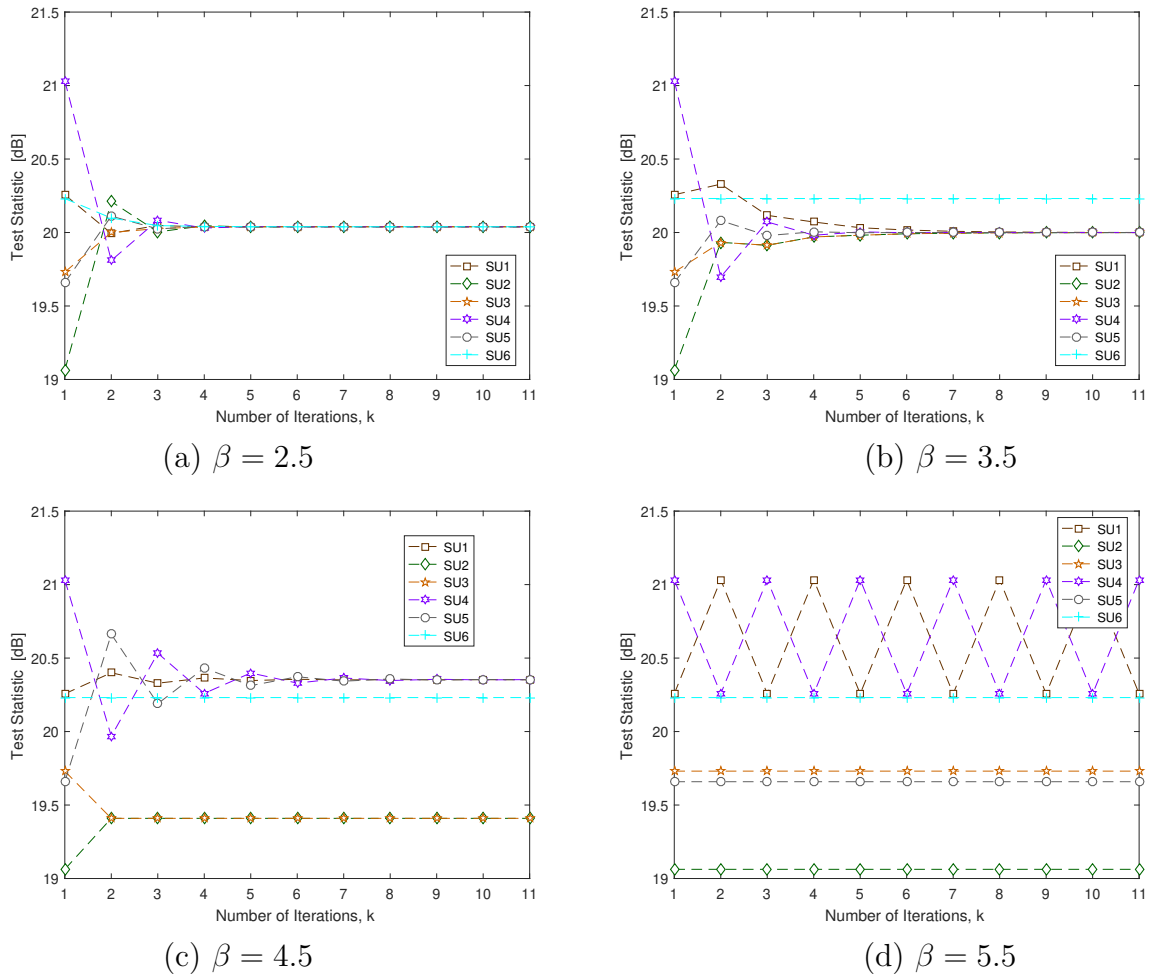 21.5
21
20.5
20
19.5
19
Test Statistic [dB]
1 2 3 4 5 6 7 8 9 10 11
Number of Iterations, k
SU1
SU2
SU3
SU4
SU5
SU6
(a) β = 2.5
21.5
21
20.5
20
19.5
19
Test Statistic [dB]
1 2 3 4 5 6 7 8 9 10 11
Number of Iterations, k
SU1
SU2
SU3
SU4
SU5
SU6
(b) β = 3.5
21.5
21
20.5
20
19.5
19
Test Statistic [dB]
1 2 3 4 5 6 7 8 9 10 11
Number of Iterations, k
SU1
SU2
SU3
SU4
SU5
SU6
(c) β = 4.5
21.5
21
20.5
20
19.5
19
Test Statistic [dB]
1 2 3 4 5 6 7 8 9 10 11
Number of Iterations, k
SU1
SU2
SU3
SU4
SU5
SU6
(d) β = 5.5